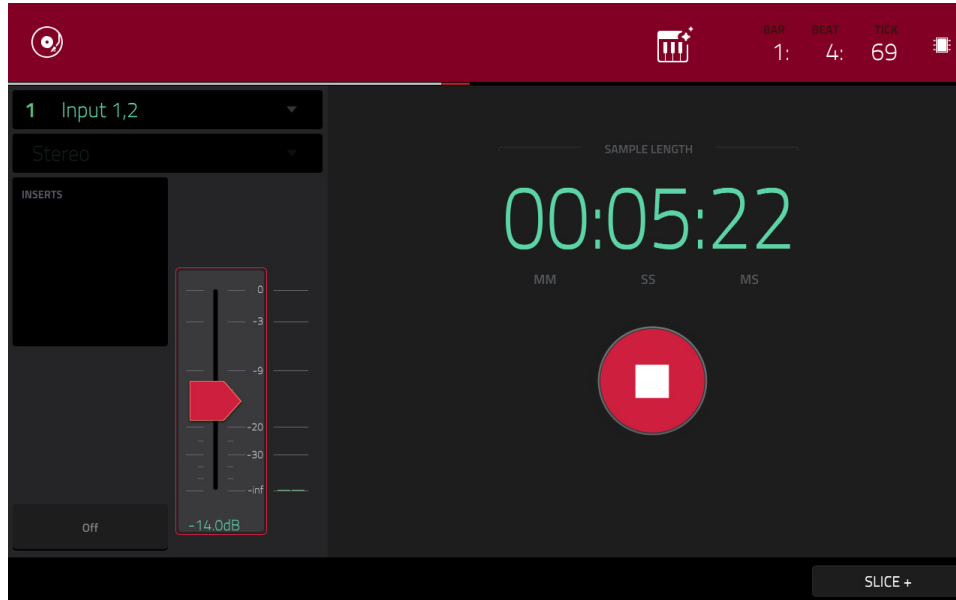 BAR BEAT TICK
1: 4: 69
1 Input 1,2
Stereo
SAMPLE LENGTH
INSERTS
00:05:22
MM SS MS
0
-3
-9
-20
-30
-inf
Off
-14.0dB
SLICE +